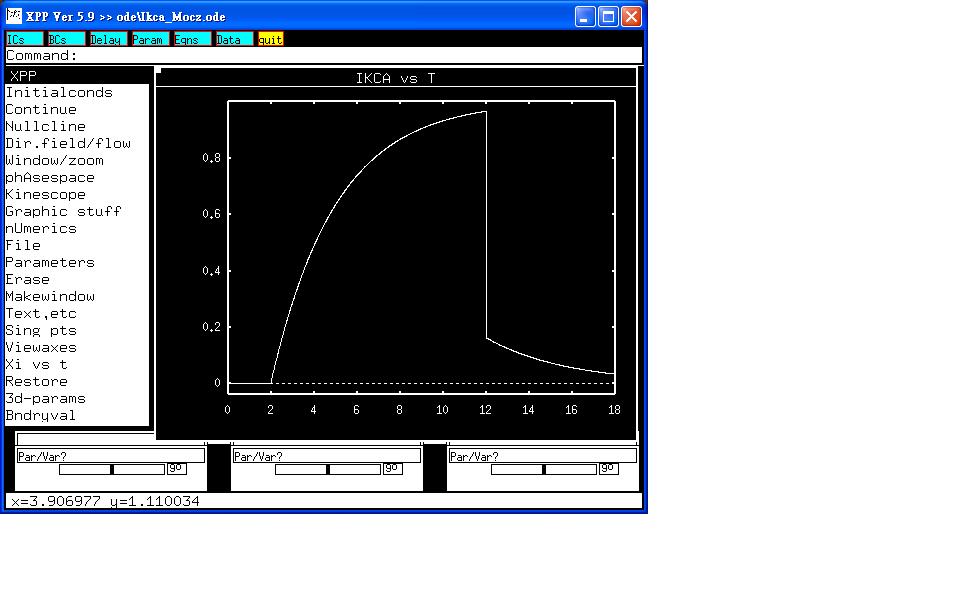 XPP Ver 5.9 >> ode\Ikca_Mocz.ode
ICs BCs Delay Param Eqns Data quit
Command:
XPP
Initialconds
Continue
Nullcline
Dir.field/flow
Window/zoom
phAsespace
Kinescope
Graphic stuff
nUmerics
File
Parameters
Erase
Makewindow
Text,etc
Sing pts
Viewaxes
Xi vs t
Restore
3d-params
Bndryval
IKCA vs T
0.8
0.6
0.4
0.2
0
0 2 4 6 8 10 12 14 16 18
Par/Var? Par/Var? Par/Var?
go go go
x=3.906977 y=1.110034